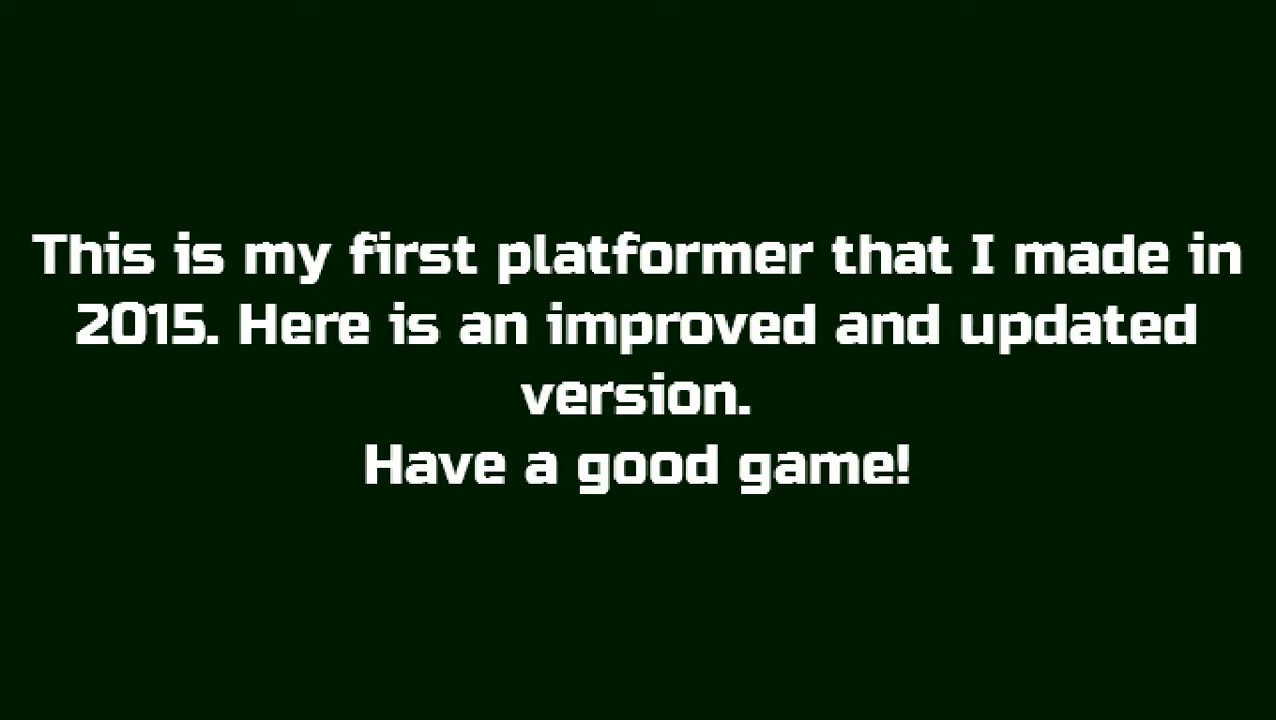 This is my first platformer that I made in
2015. Here is an improved and updated
version.
Have a good game!